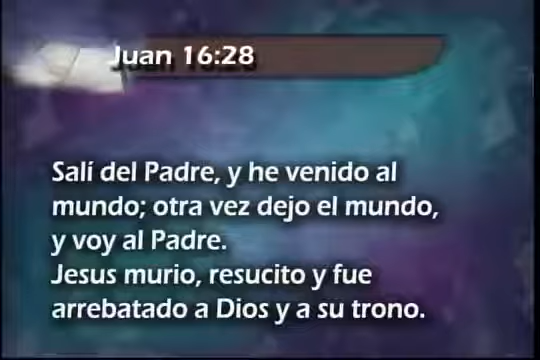 Juan 16:28
Salí del Padre, y he venido al
mundo; otra vez dejo el mundo,
y voy al Padre.
Jesus murio, resucito y fue
arrebatado a Dios y a su trono.